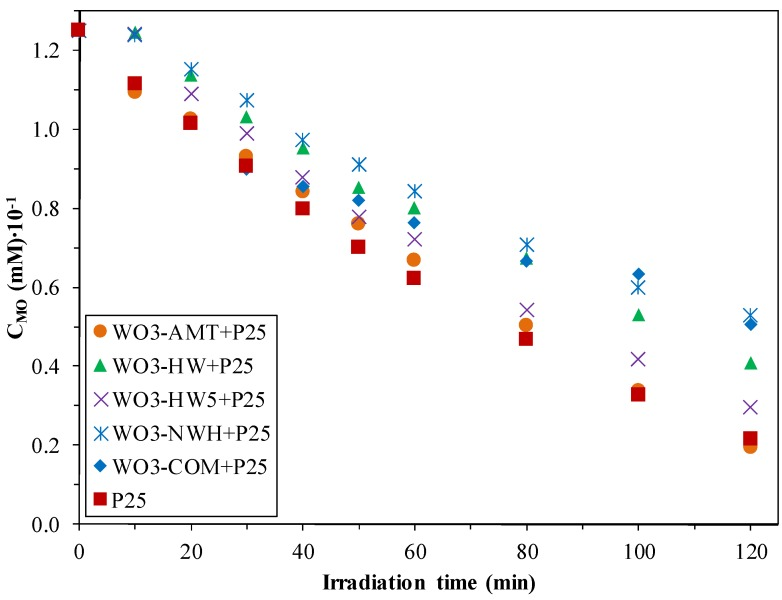 1.2
1.0
0.8
0.6
0.4
0.2
0.0
C_MO (mM)·10⁻¹
WO3-AMT+P25
WO3-HW+P25
WO3-HW5+P25
WO3-NWH+P25
WO3-COM+P25
P25
0 20 40 60 80 100 120
Irradiation time (min)